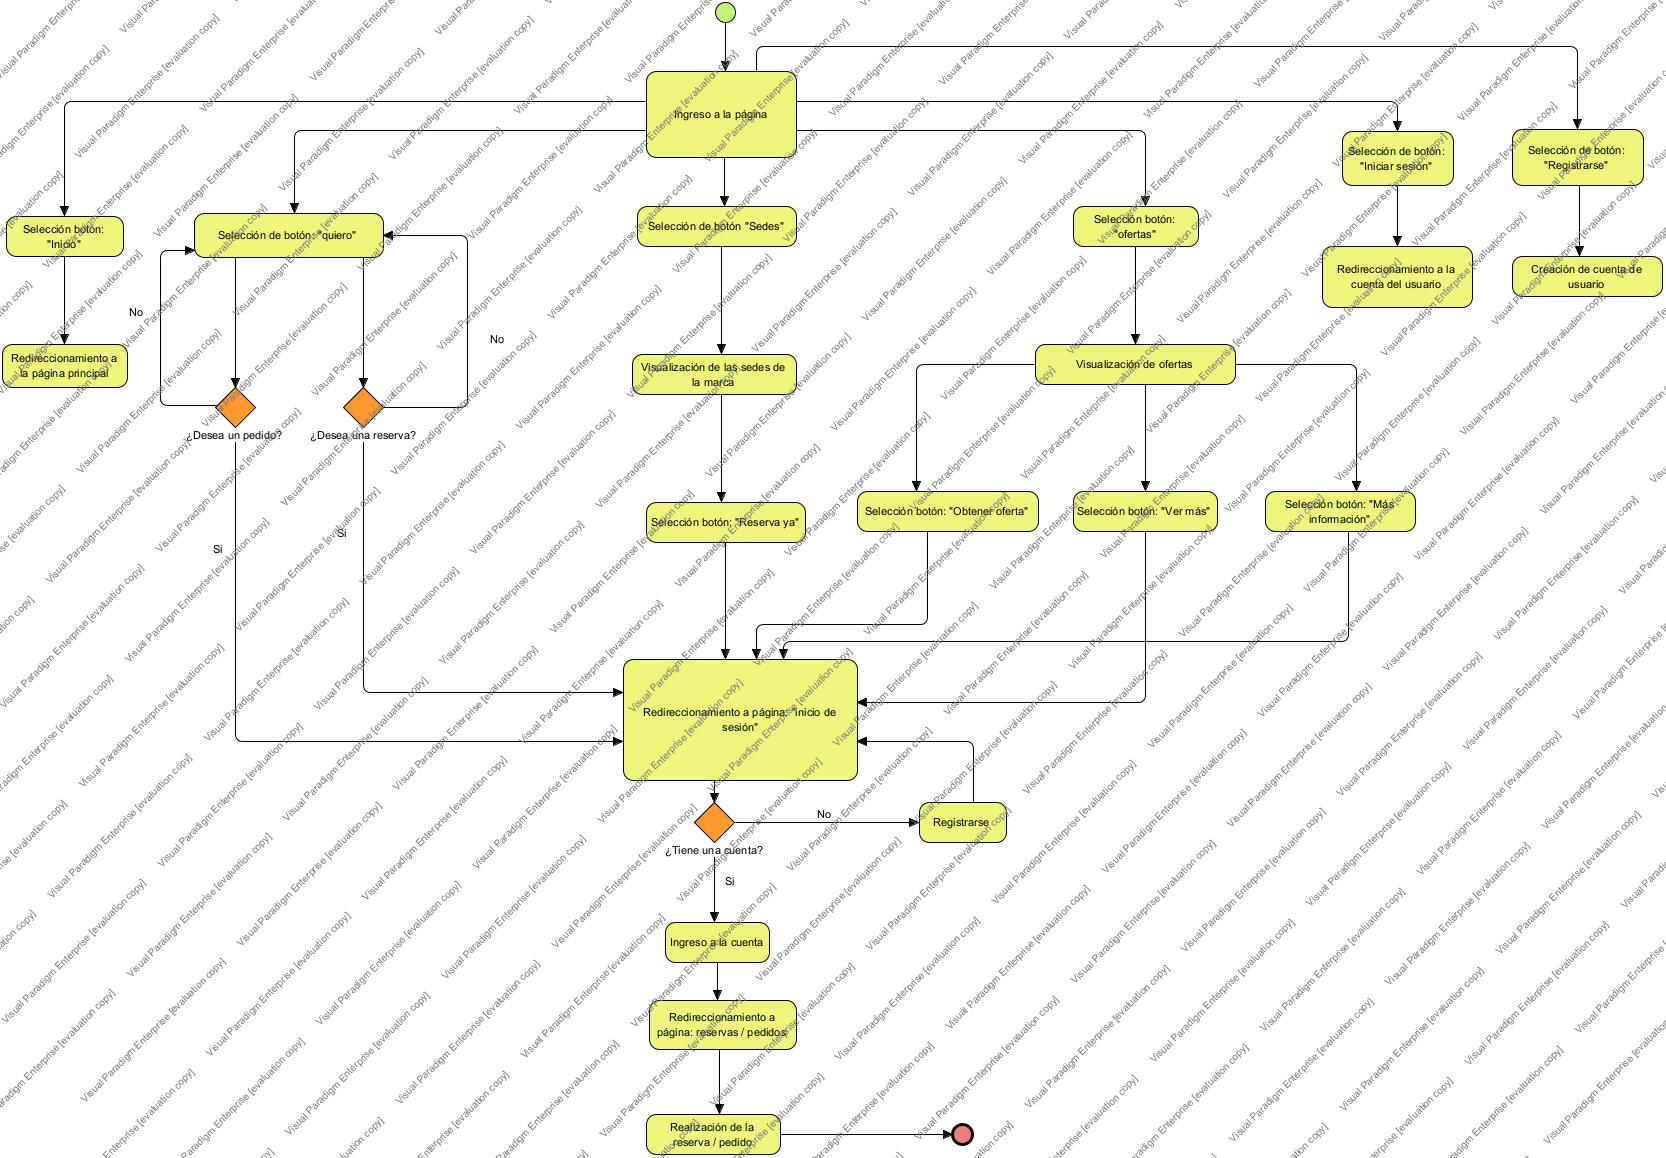 Ingreso a la página
Selección de botón:
"Iniciar sesión"
Selección de botón:
"Registrarse"
Selección botón:
"Inicio"
Selección de botón: "quiero"
Selección de botón "Sedes"
Selección botón:
"ofertas"
Redireccionamiento a la
cuenta del usuario
Creación de cuenta de
usuario
No
No
Redireccionamiento a
la página principal
Visualización de las sedes de
la marca
Visualización de ofertas
¿Desea un pedido?
¿Desea una reserva?
Selección botón: "Reserva ya"
Selección botón: "Obtener oferta"
Selección botón: "Ver más"
Selección botón: "Más
información"
Si
Si
Redireccionamiento a página: "inicio de
sesión"
No
Registrarse
¿Tiene una cuenta?
Si
Ingreso a la cuenta
Redireccionamiento a
página: reservas / pedidos
Realización de la
reserva / pedido
Visual Paradigm Enterprise [evaluation copy]